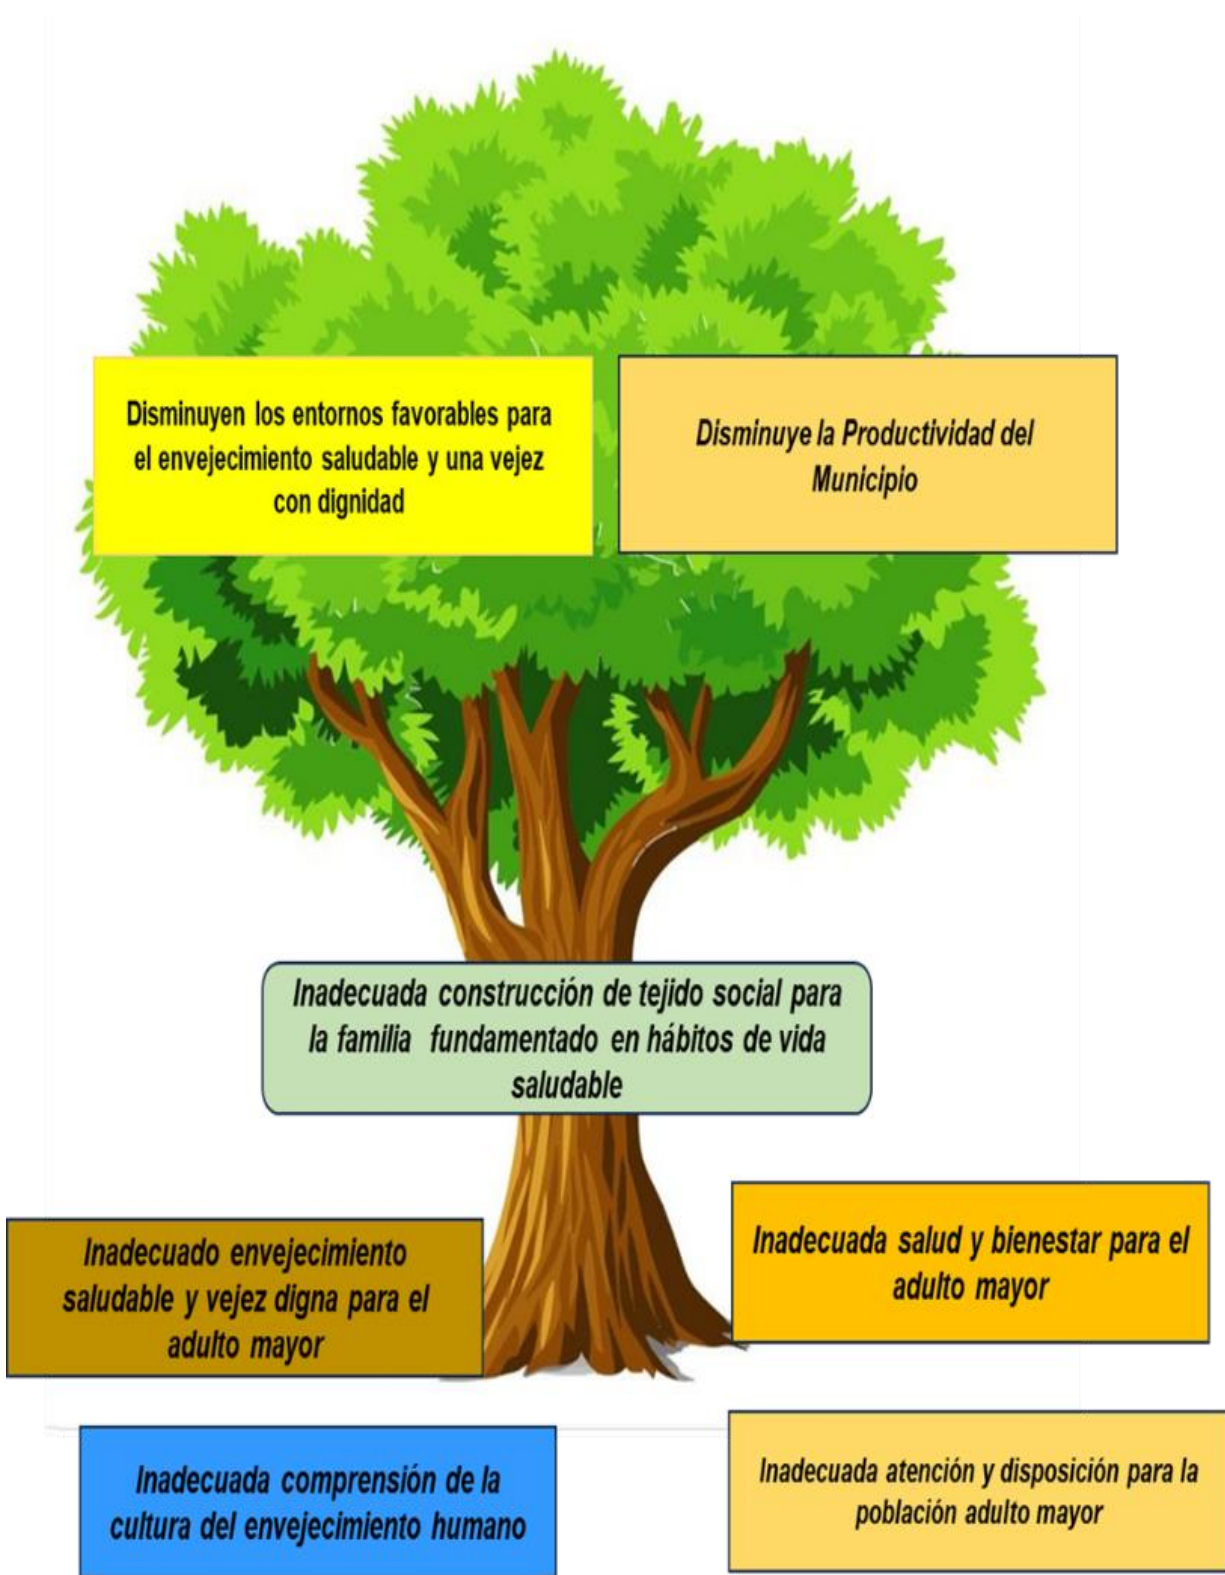 Disminuyen los entornos favorables para
el envejecimiento saludable y una vejez
con dignidad
Disminuye la Productividad del
Municipio
Inadecuada construcción de tejido social para
la familia fundamentado en hábitos de vida
saludable
Inadecuado envejecimiento
saludable y vejez digna para el
adulto mayor
Inadecuada salud y bienestar para el
adulto mayor
Inadecuada comprensión de la
cultura del envejecimiento humano
Inadecuada atención y disposición para la
población adulto mayor